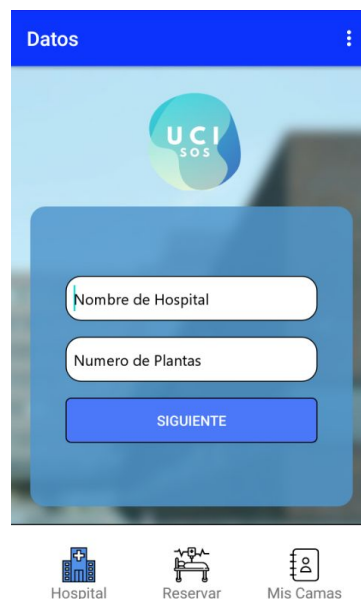 Datos
UCI
SOS
Nombre de Hospital
Numero de Plantas
SIGUIENTE
Hospital
Reservar
Mis Camas